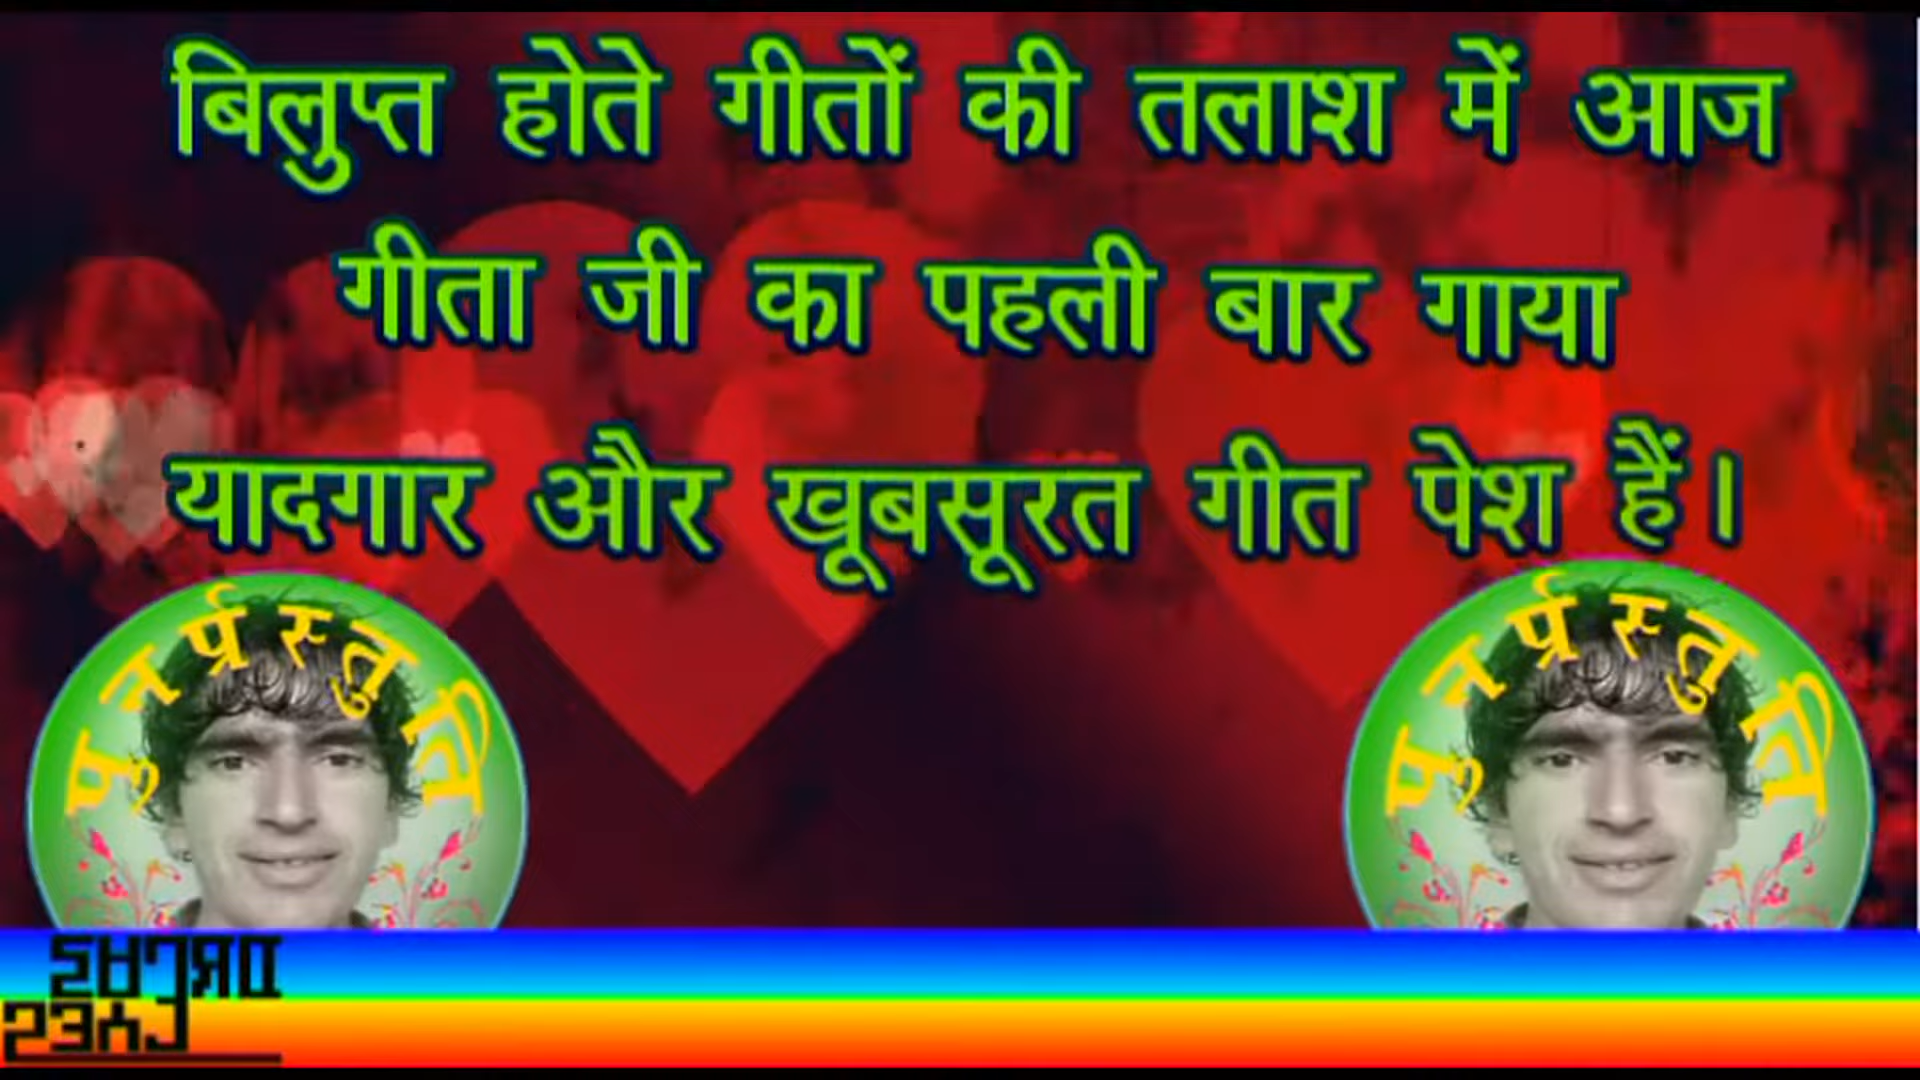 बिलुप्त होते गीतों की तलाश में आज
गीता जी का पहली बार गाया
यादगार और खूबसूरत गीत पेश हैं।
पुनर्प्रस्तुति
पुनर्प्रस्तुति